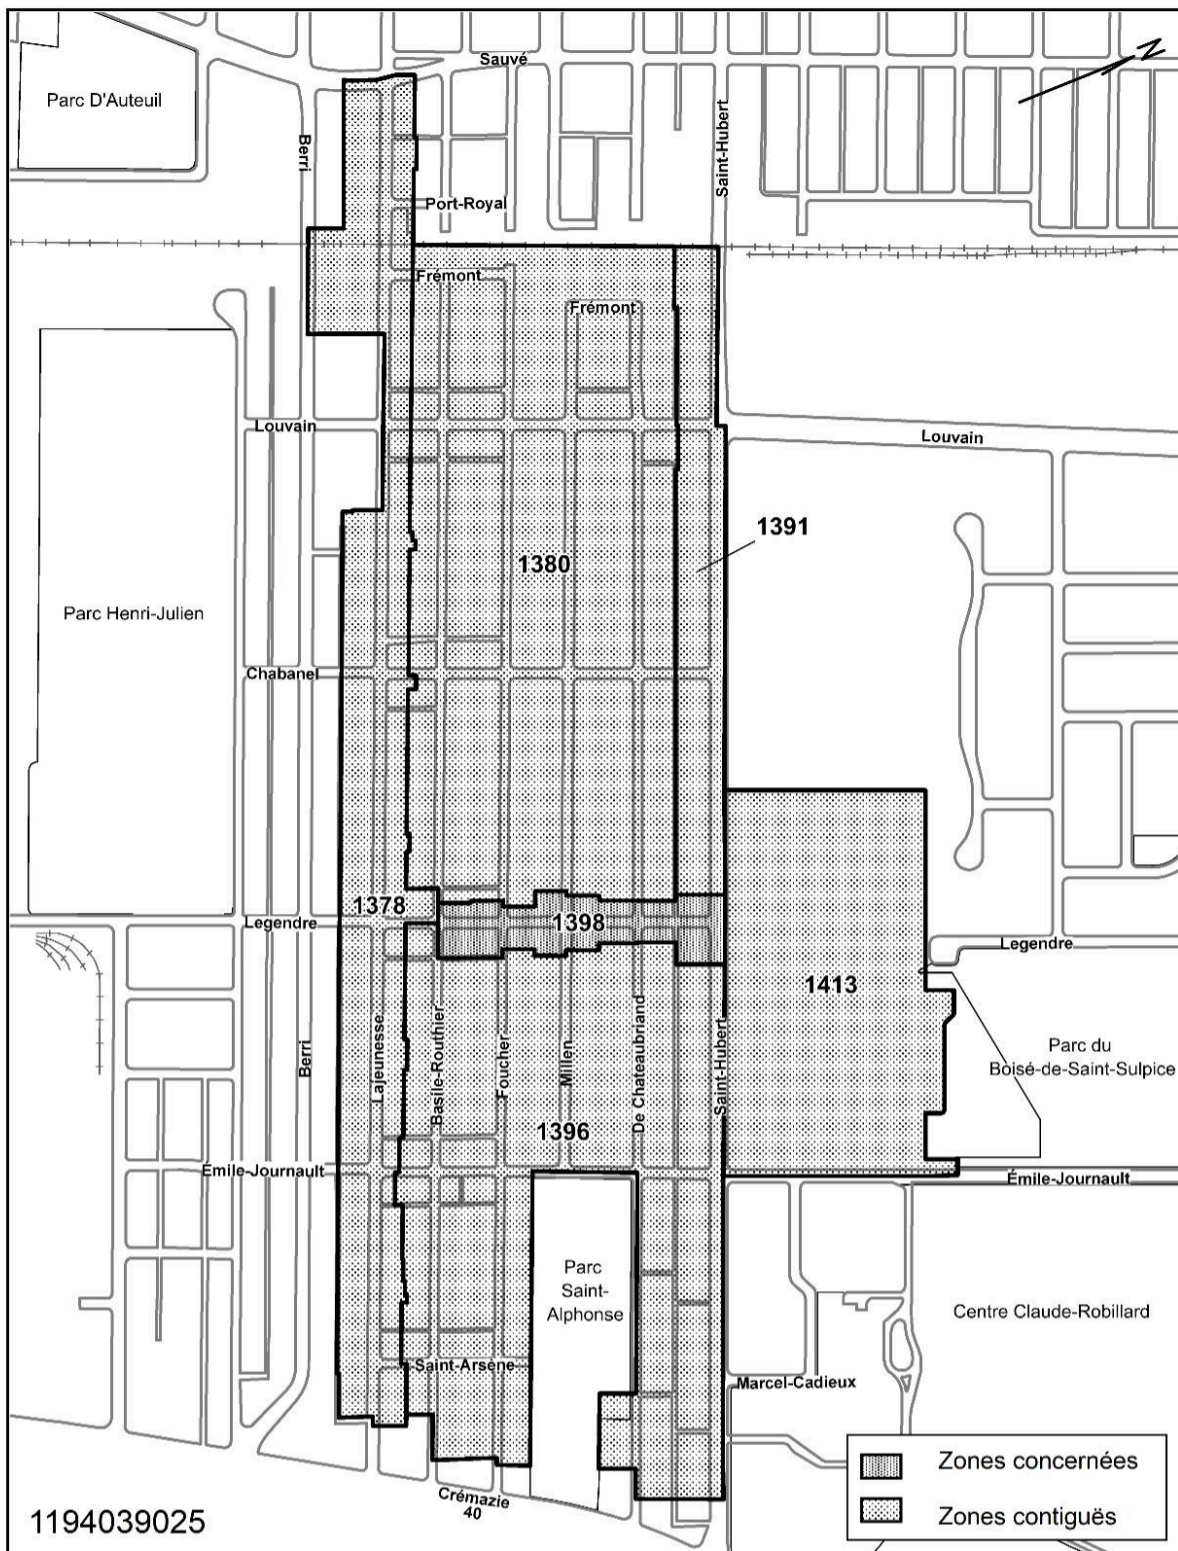 Sauvé
N
Parc D'Auteuil
Berri
Saint-Hubert
Port-Royal
Frémont
Frémont
Louvain
Louvain
1391
1380
Parc Henri-Julien
Chabanel
1378
1398
Legendre
Legendre
1413
Lajeunesse
Basile-Routhier
Foucher
Millen
De Chateaubriand
Saint-Hubert
Berri
Parc du
Boisé-de-Saint-Sulpice
1396
Émile-Journault
Émile-Journault
Parc
Saint-
Alphonse
Centre Claude-Robillard
Saint-Arsène
Marcel-Cadieux
Zones concernées
Zones contiguës
Crémazie
40
1194039025